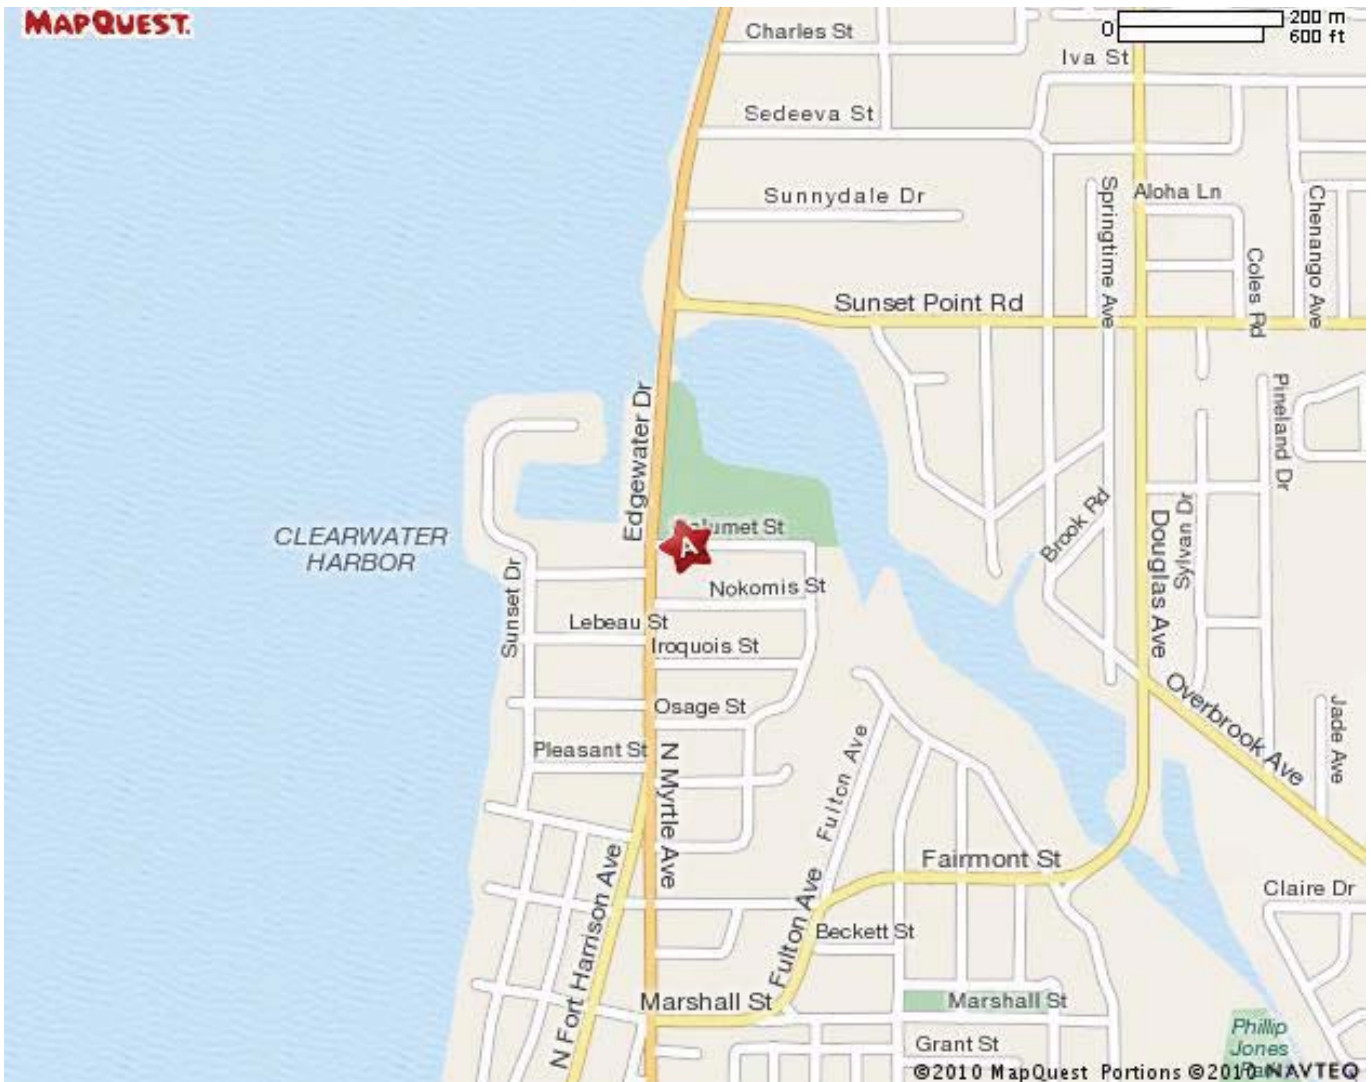 MAPQUEST.
0
200 m
600 ft
Charles St
Iva St
Sedeeva St
Sunnydale Dr
Springtime Ave
Aloha Ln
Chenango Ave
Coles Rd
Sunset Point Rd
Edgewater Dr
Pineland Dr
CLEARWATER
HARBOR
St
A
Brook Rd
Sylvan Dr
Douglas Ave
Sunset Dr
Nokomis St
Lebeau St
Iroquois St
Osage St
Overbrook Ave
Jade Ave
Pleasant St
N Myrtle Ave
Fulton Ave
Fairmont St
N Fort Harrison Ave
Fulton Ave
Claire Dr
Beckett St
Marshall St
Marshall St
Grant St
Phillip
Jones
©2010 MapQuest Portions ©2010 NAVTEQ